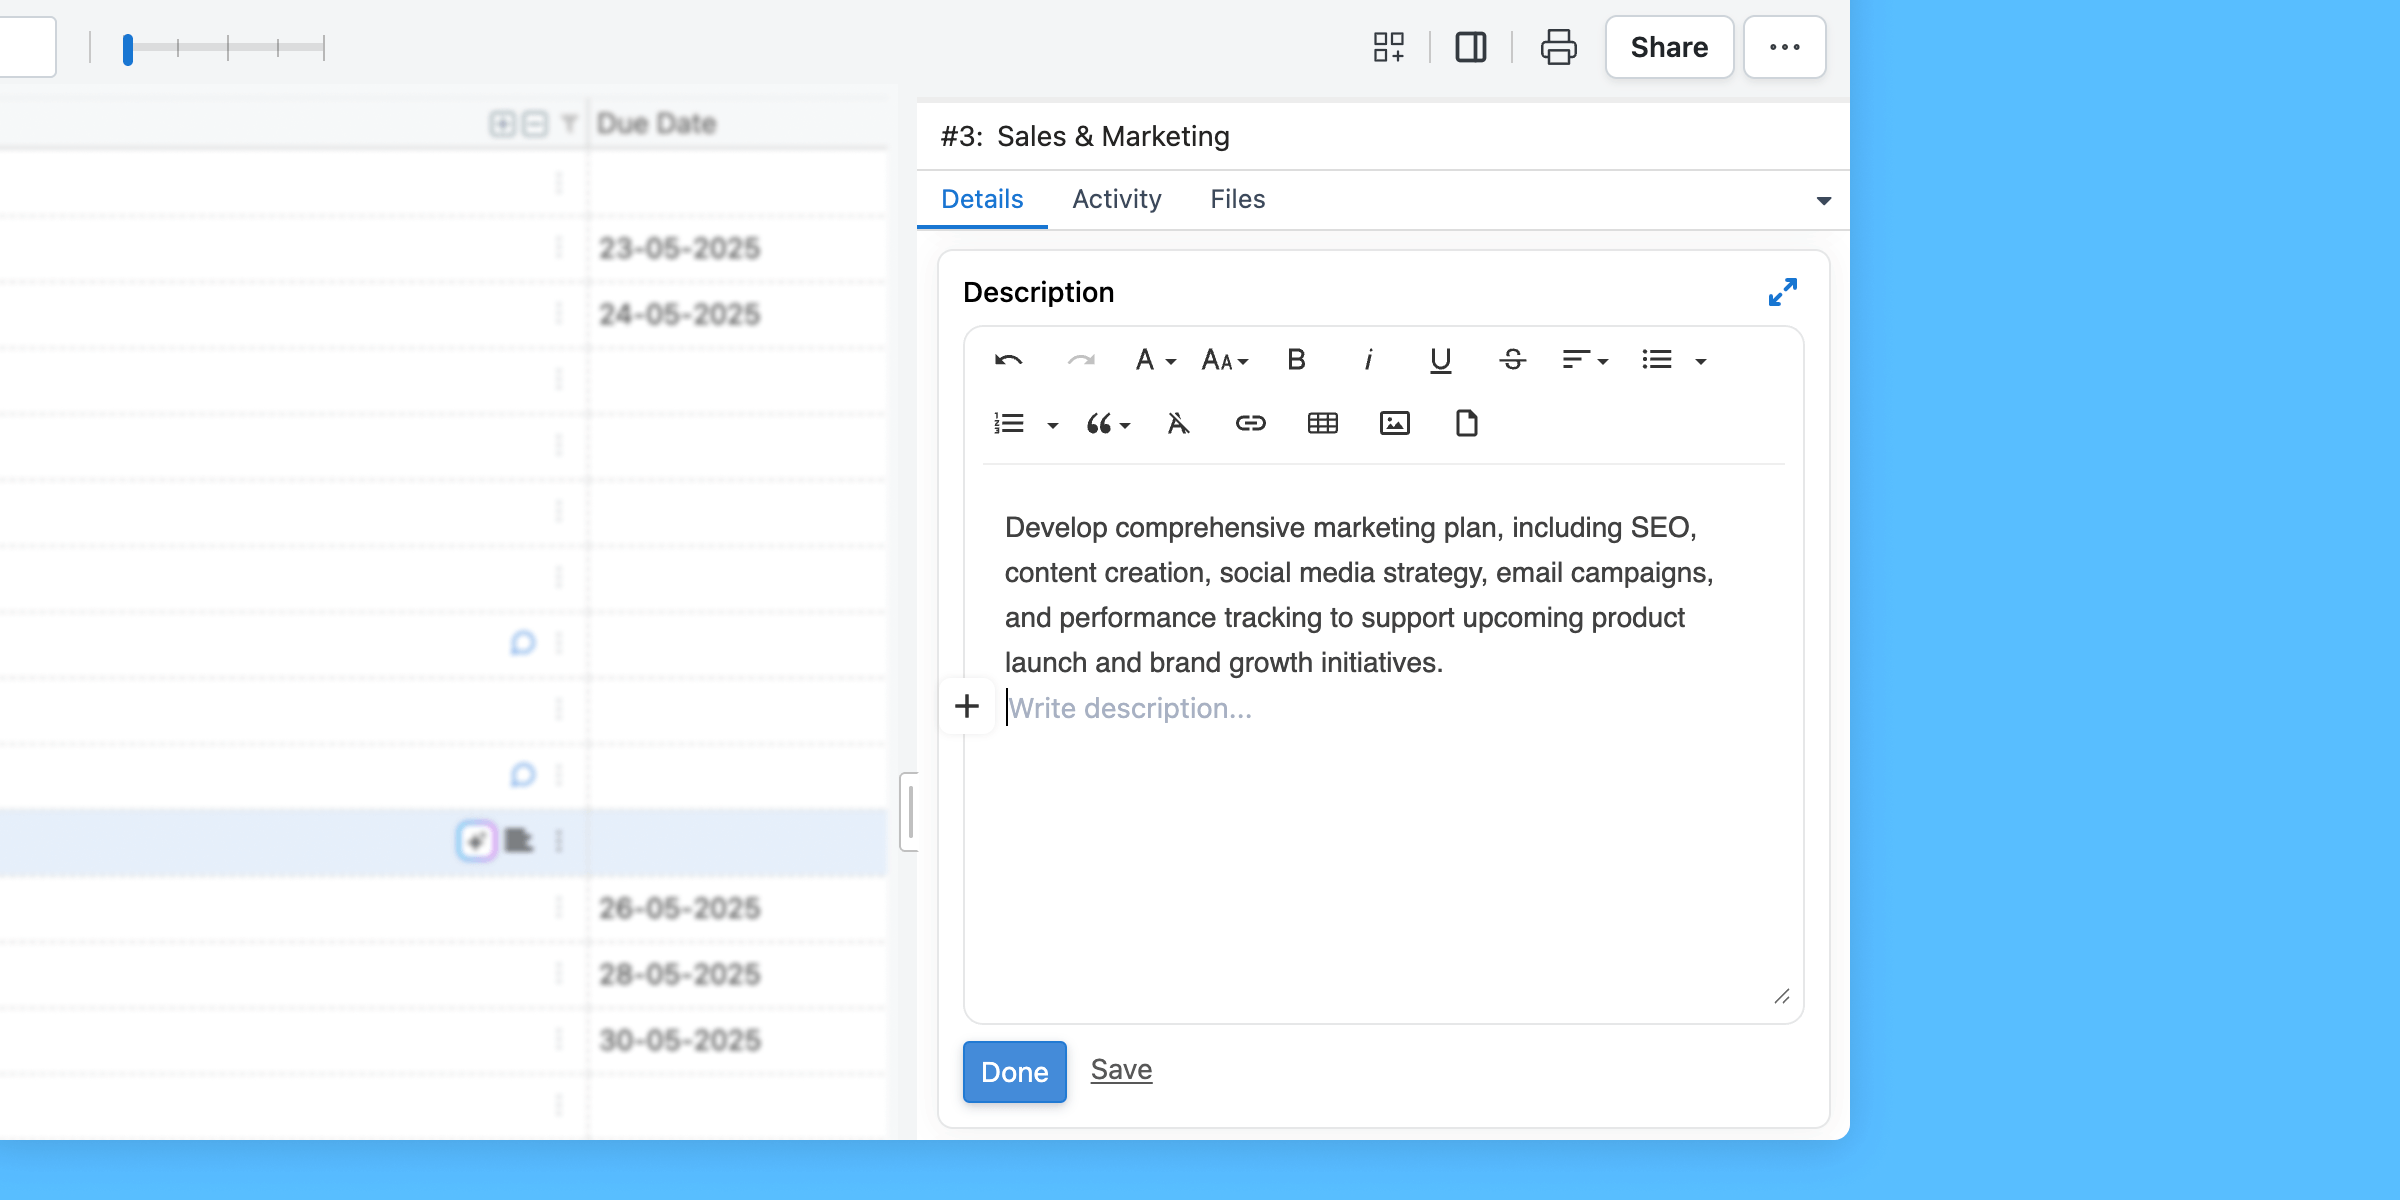 Share
Due Date
23-05-2025
24-05-2025
26-05-2025
28-05-2025
30-05-2025
#3: Sales & Marketing
Details Activity Files
Description
Develop comprehensive marketing plan, including SEO,
content creation, social media strategy, email campaigns,
and performance tracking to support upcoming product
launch and brand growth initiatives.
Write description...
Done Save